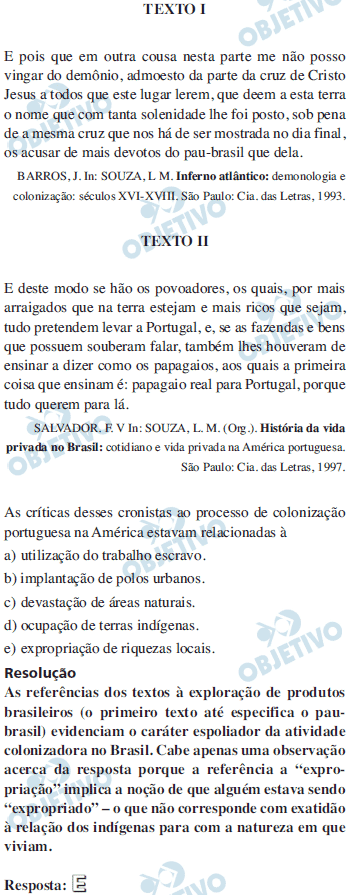 TEXTO I
E pois que em outra cousa nesta parte me não posso
vingar do demônio, admoesto da parte da cruz de Cristo
Jesus a todos que este lugar lerem, que deem a esta terra
o nome que com tanta solenidade lhe foi posto, sob pena
de a mesma cruz que nos há de ser mostrada no dia final,
os acusar de mais devotos do pau-brasil que dela.
BARROS, J. In: SOUZA, L M. Inferno atlântico: demonologia e
colonização: séculos XVI-XVIII. São Paulo: Cia. das Letras, 1993.
TEXTO II
E deste modo se hão os povoadores, os quais, por mais
arraigados que na terra estejam e mais ricos que sejam,
tudo pretendem levar a Portugal, e, se as fazendas e bens
que possuem souberam falar, também lhes houveram de
ensinar a dizer como os papagaios, aos quais a primeira
coisa que ensinam é: papagaio real para Portugal, porque
tudo querem para lá.
SALVADOR. F. V In: SOUZA, L. M. (Org.). História da vida
privada no Brasil: cotidiano e vida privada na América portuguesa.
São Paulo: Cia. das Letras, 1997.
As críticas desses cronistas ao processo de colonização
portuguesa na América estavam relacionadas à
a) utilização do trabalho escravo.
b) implantação de polos urbanos.
c) devastação de áreas naturais.
d) ocupação de terras indígenas.
e) expropriação de riquezas locais.
Resolução
As referências dos textos à exploração de produtos
brasileiros (o primeiro texto até especifica o pau-
brasil) evidenciam o caráter espoliador da atividade
colonizadora no Brasil. Cabe apenas uma observação
acerca da resposta porque a referência a “expro-
priação” implica a noção de que alguém estava sendo
“expropriado” – o que não corresponde com exatidão
à relação dos indígenas para com a natureza em que
viviam.
Resposta: E
OBJETIVO
OBJETIVO
OBJETIVO
OBJETIVO
OBJETIVO
OBJETIVO
OBJETIVO
OBJETIVO